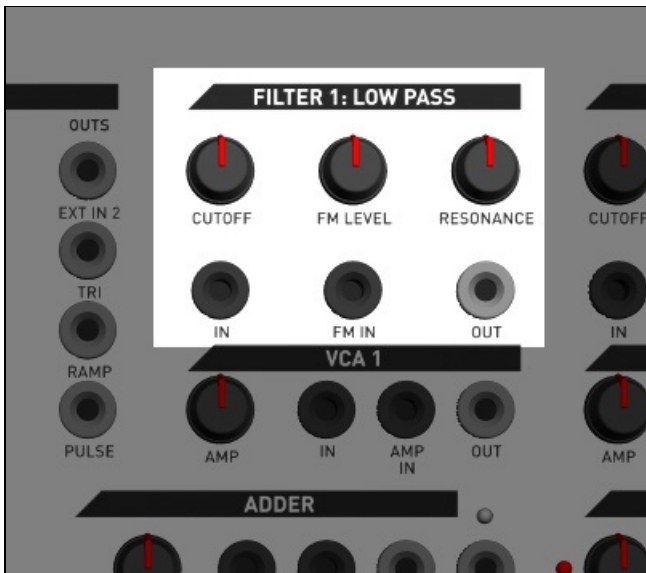 FILTER 1: LOW PASS
OUTS
EXT IN 2
TRI
RAMP
PULSE
CUTOFF FM LEVEL RESONANCE
IN FM IN OUT
VCA 1
AMP IN AMP IN OUT
ADDER
CUTOFF
IN
AMP